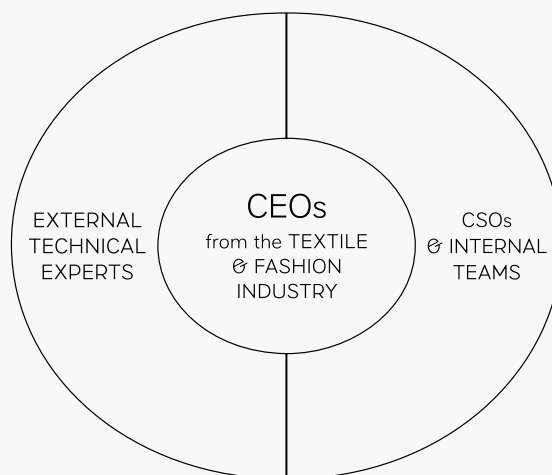 EXTERNAL
TECHNICAL
EXPERTS
CEOs
from the TEXTILE
& FASHION
INDUSTRY
CSOs
& INTERNAL
TEAMS